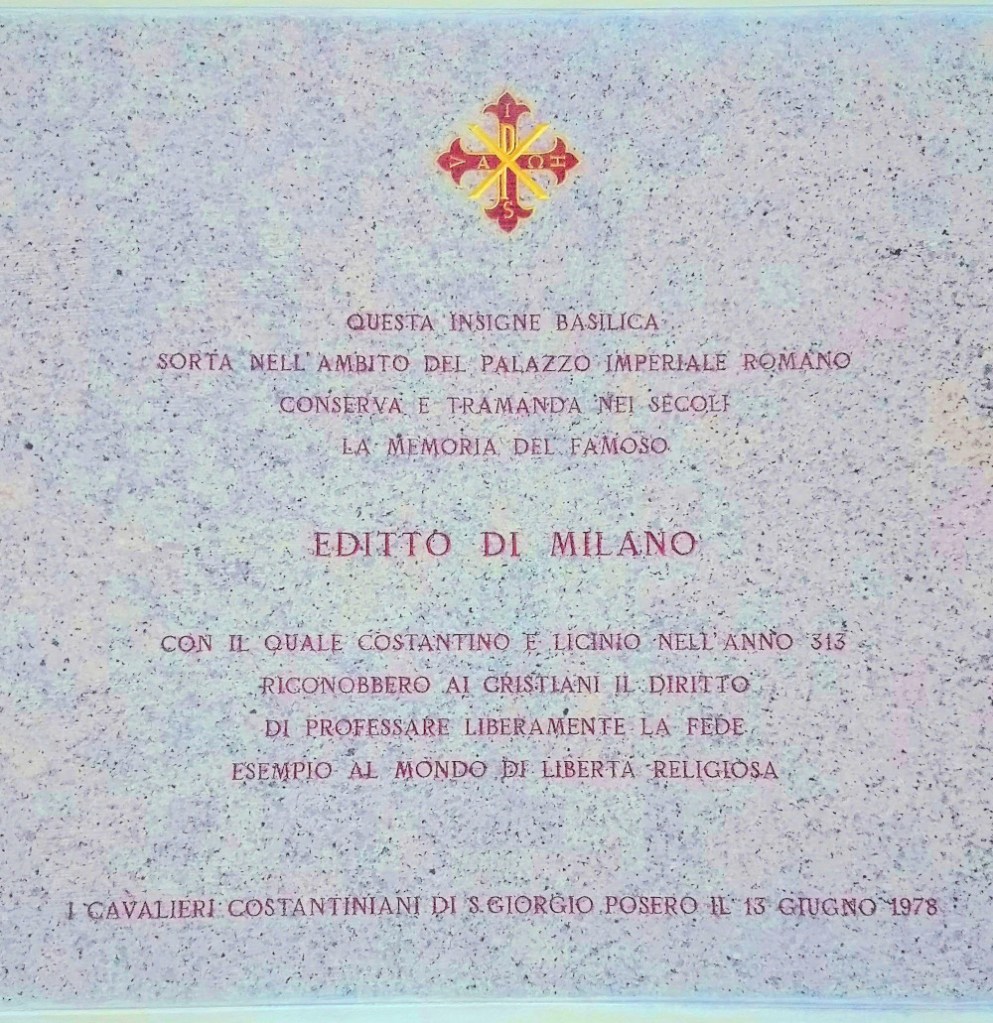 I
V A P Ω H
S
QUESTA INSIGNE BASILICA
SORTA NELL'AMBITO DEL PALAZZO IMPERIALE ROMANO
CONSERVA E TRAMANDA NEI SECOLI
LA MEMORIA DEL FAMOSO
EDITTO DI MILANO
CON IL QUALE COSTANTINO E LICINIO NELL'ANNO 313
RICONOBBERO AI CRISTIANI IL DIRITTO
DI PROFESSARE LIBERAMENTE LA FEDE
ESEMPIO AL MONDO DI LIBERTÀ RELIGIOSA
I CAVALIERI COSTANTINIANI DI S.GIORGIO POSERO IL 13 GIUGNO 1978